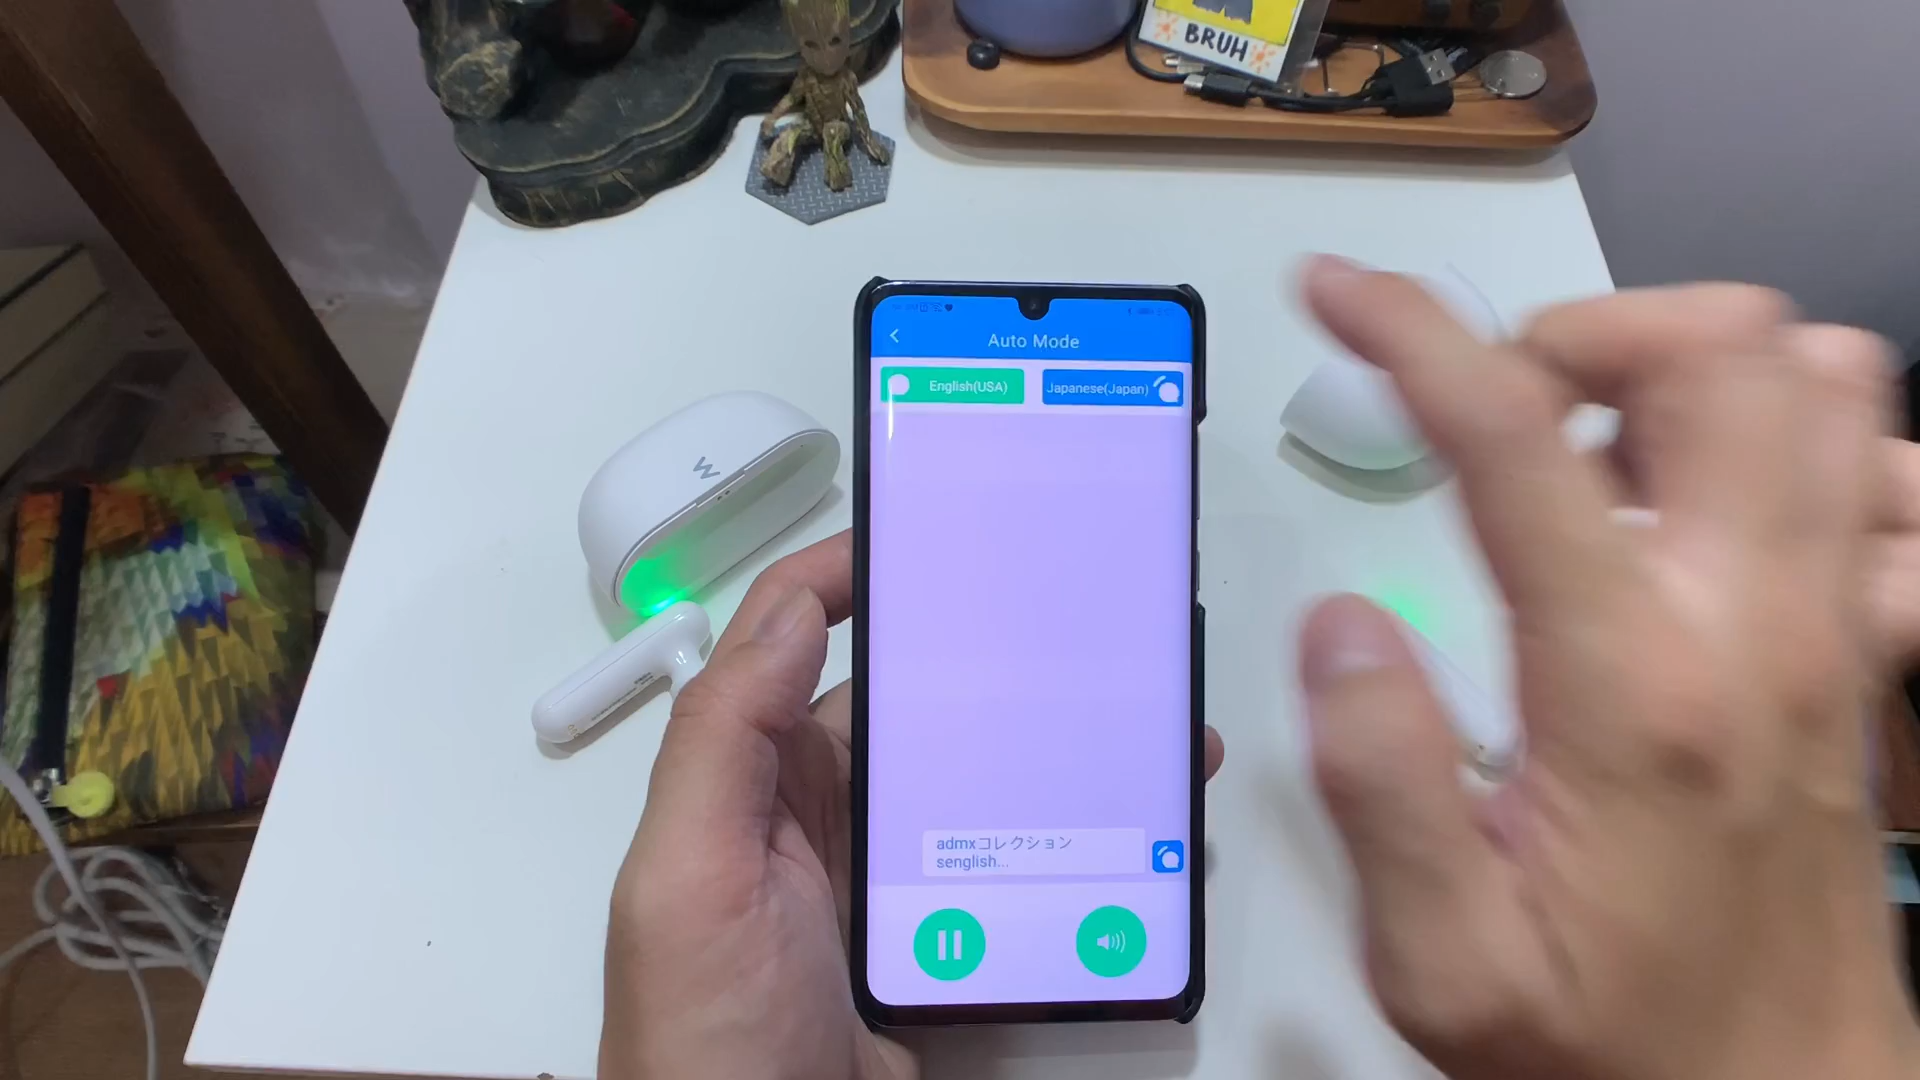 BRUH
Auto Mode
English(USA)
Japanese(Japan)
W
admxコレクション
senglish...